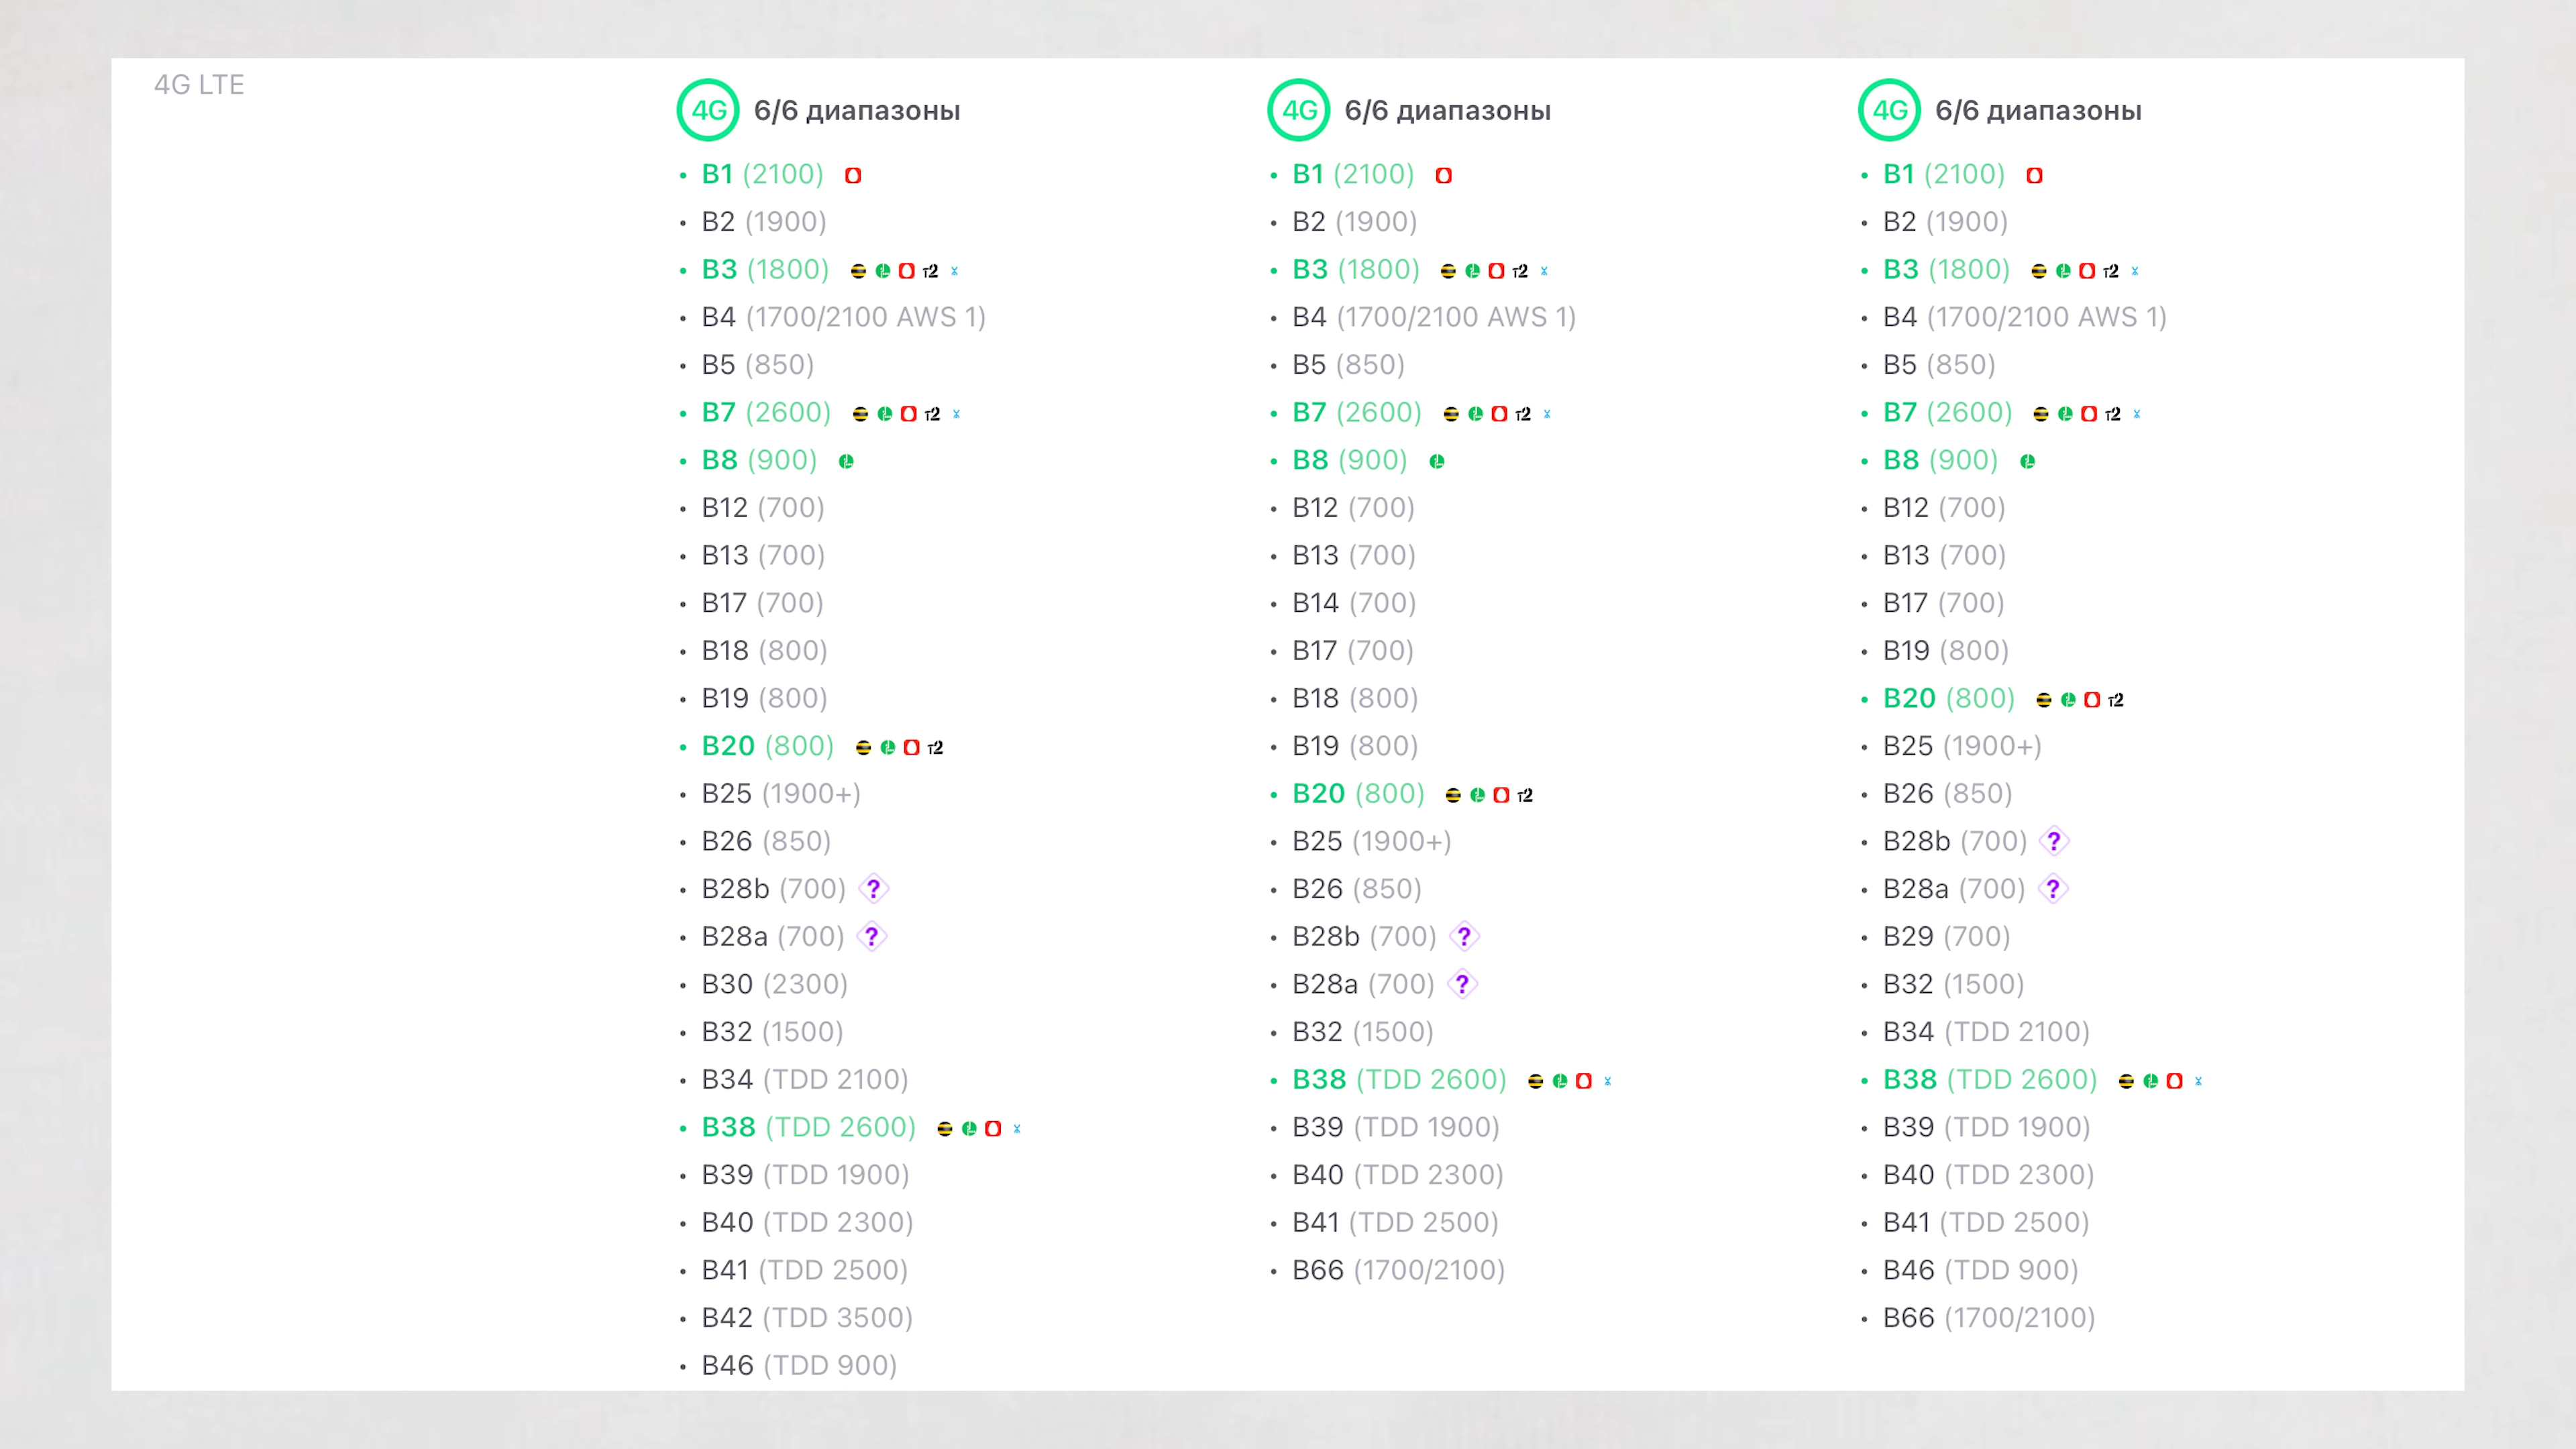 4G LTE
4G 6/6 диапазоны
• B1 (2100)
• B2 (1900)
• B3 (1800) т2
• B4 (1700/2100 AWS 1)
• B5 (850)
• B7 (2600) т2
• B8 (900)
• B12 (700)
• B13 (700)
• B17 (700)
• B18 (800)
• B19 (800)
• B20 (800) т2
• B25 (1900+)
• B26 (850)
• B28b (700) ?
• B28a (700) ?
• B30 (2300)
• B32 (1500)
• B34 (TDD 2100)
• B38 (TDD 2600)
• B39 (TDD 1900)
• B40 (TDD 2300)
• B41 (TDD 2500)
• B42 (TDD 3500)
• B46 (TDD 900)
4G 6/6 диапазоны
• B1 (2100)
• B2 (1900)
• B3 (1800) т2
• B4 (1700/2100 AWS 1)
• B5 (850)
• B7 (2600) т2
• B8 (900)
• B12 (700)
• B13 (700)
• B14 (700)
• B17 (700)
• B18 (800)
• B19 (800)
• B20 (800) т2
• B25 (1900+)
• B26 (850)
• B28b (700) ?
• B28a (700) ?
• B32 (1500)
• B38 (TDD 2600)
• B39 (TDD 1900)
• B40 (TDD 2300)
• B41 (TDD 2500)
• B66 (1700/2100)
4G 6/6 диапазоны
• B1 (2100)
• B2 (1900)
• B3 (1800) т2
• B4 (1700/2100 AWS 1)
• B5 (850)
• B7 (2600) т2
• B8 (900)
• B12 (700)
• B13 (700)
• B17 (700)
• B19 (800)
• B20 (800) т2
• B25 (1900+)
• B26 (850)
• B28b (700) ?
• B28a (700) ?
• B29 (700)
• B32 (1500)
• B34 (TDD 2100)
• B38 (TDD 2600)
• B39 (TDD 1900)
• B40 (TDD 2300)
• B41 (TDD 2500)
• B46 (TDD 900)
• B66 (1700/2100)